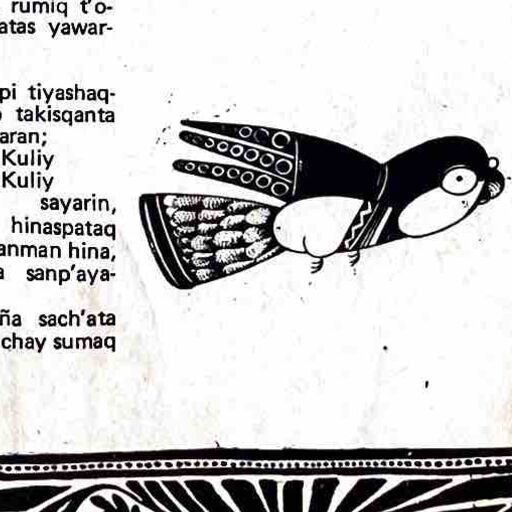 rumiq t'o-
atas yawar-
pi tiyashaq-
takisqanta
aran;
Kuliy
Kuliy
sayarin,
hinaspataq
anman hina,
a sanp'aya-
ña sach'ata
chay sumaq